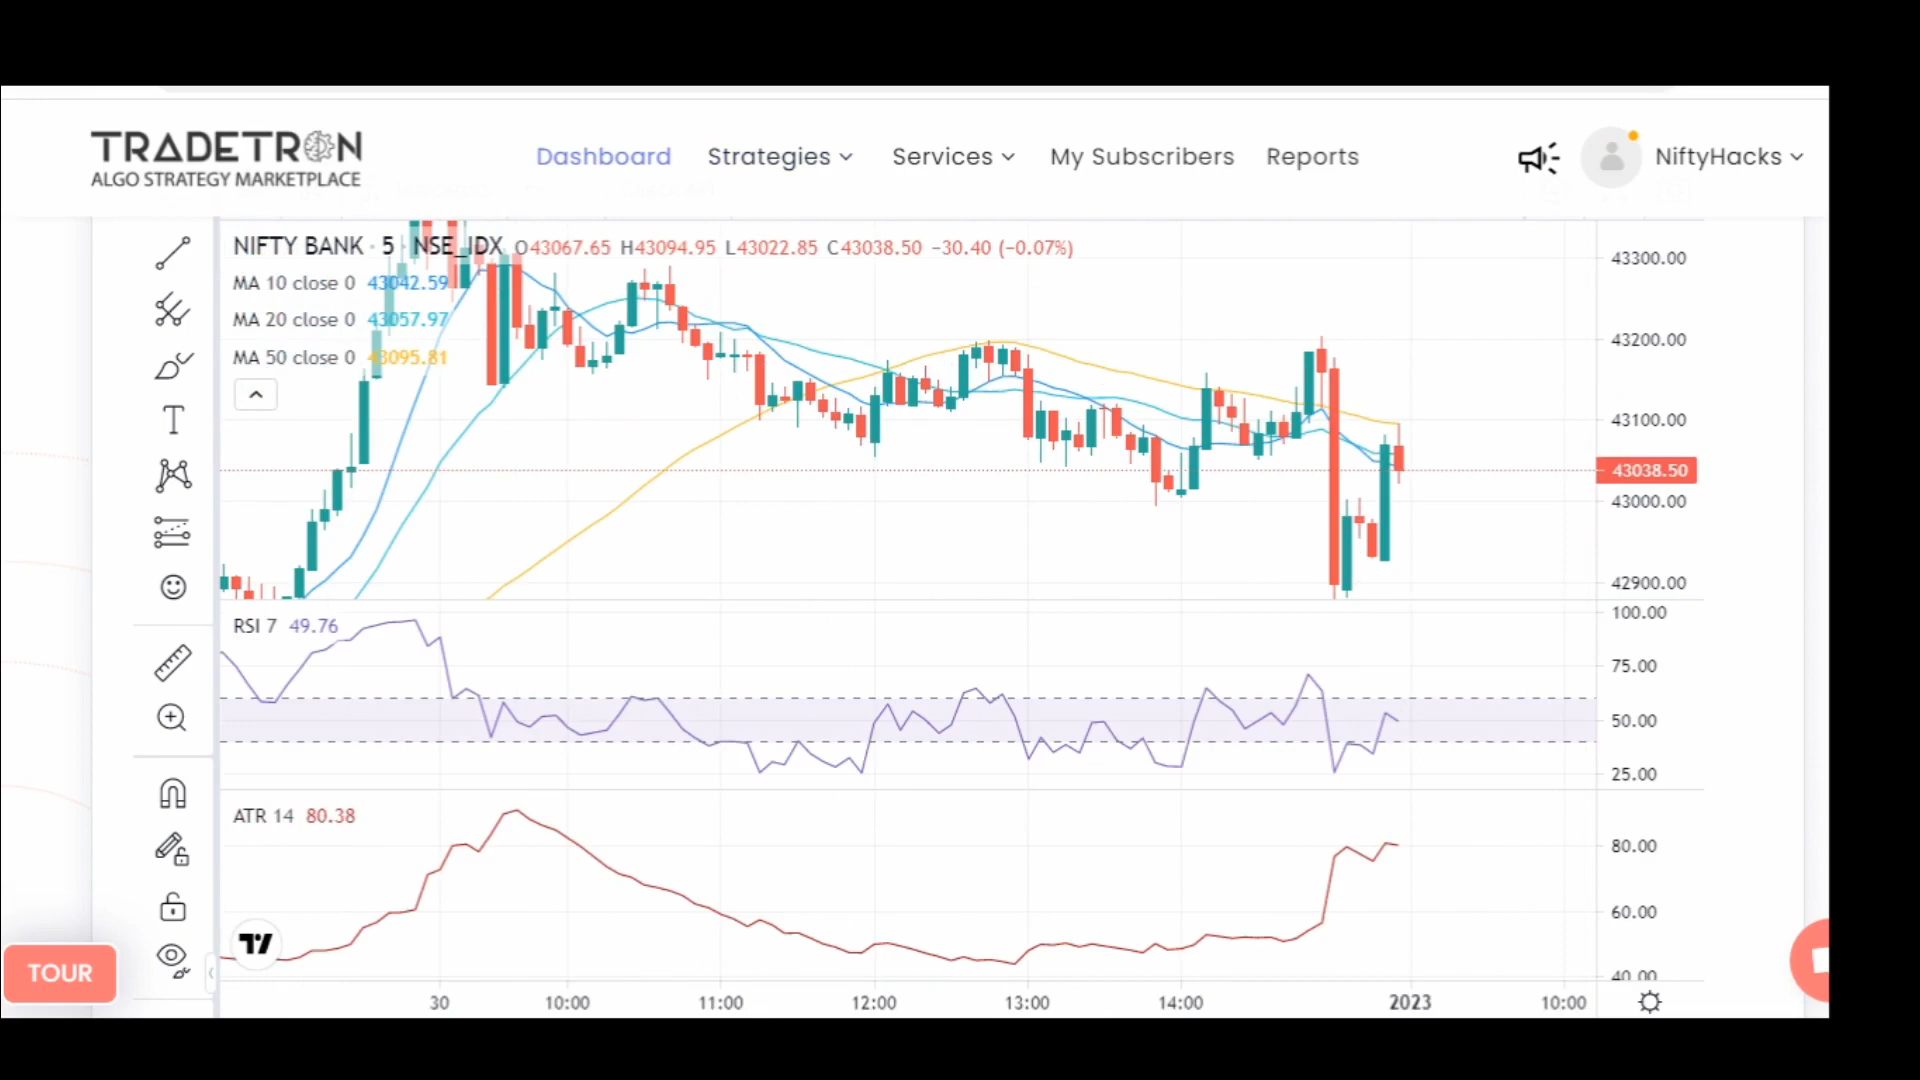 TRADETRON
ALGO STRATEGY MARKETPLACE
Dashboard Strategies Services My Subscribers Reports NiftyHacks
NIFTY BANK · 5 · NSE_IDX O43067.65 H43094.95 L43022.85 C43038.50 −30.40 (−0.07%)
MA 10 close 0 43042.59
MA 20 close 0 43057.97
MA 50 close 0 43095.81
43300.00
43200.00
43100.00
43038.50
43000.00
42900.00
RSI 7 49.76
100.00
75.00
50.00
25.00
ATR 14 80.38
80.00
60.00
40.00
TOUR
30 10:00 11:00 12:00 13:00 14:00 2023 10:00